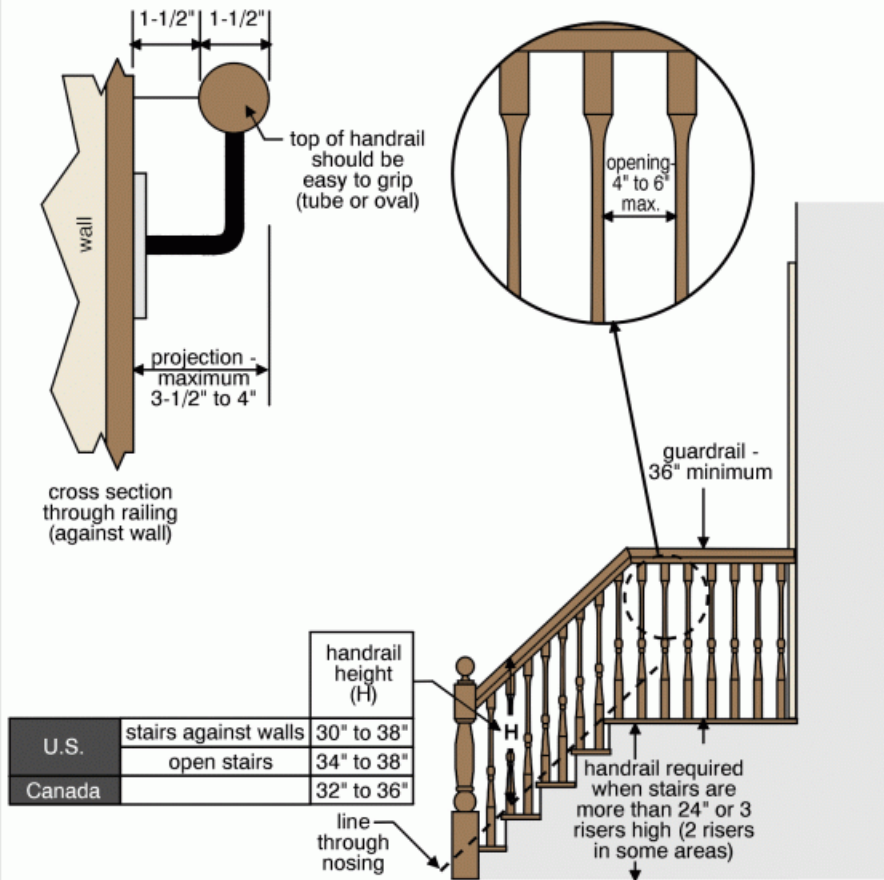 1-1/2" 1-1/2"
top of handrail
should be
easy to grip
(tube or oval)
wall
projection -
maximum
3-1/2" to 4"
cross section
through railing
(against wall)
opening-
4" to 6"
max.
guardrail -
36" minimum
handrail
height
(H)
U.S. stairs against walls 30" to 38"
open stairs 34" to 38"
Canada 32" to 36"
H
line
through
nosing
handrail required
when stairs are
more than 24" or 3
risers high (2 risers
in some areas)